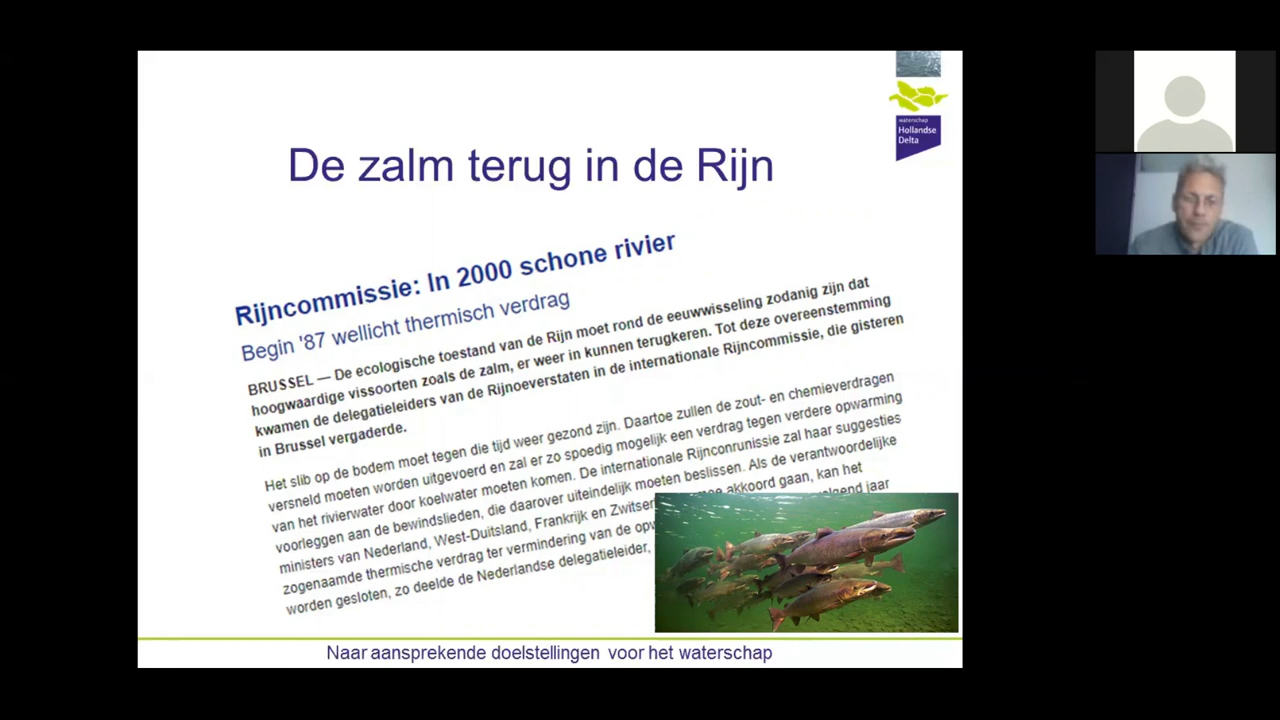 waterschap
Hollandse
Delta
De zalm terug in de Rijn
Rijncommissie: In 2000 schone rivier
Begin '87 wellicht thermisch verdrag
BRUSSEL — De ecologische toestand van de Rijn moet rond de eeuwwisseling zodanig zijn dat
hoogwaardige vissoorten zoals de zalm, er weer in kunnen terugkeren. Tot deze overeenstemming
kwamen de delegatieleiders van de Rijnoeverstaten in de internationale Rijncommissie, die gisteren
in Brussel vergaderde.
Het slib op de bodem moet tegen die tijd weer gezond zijn. Daartoe zullen de zout- en chemieverdragen
versneld moeten worden uitgevoerd en zal er zo spoedig mogelijk een verdrag tegen verdere opwarming
van het rivierwater door koelwater moeten komen. De internationale Rijnconrunissie zal haar suggesties
voorleggen aan de bewindslieden, die daarover uiteindelijk moeten beslissen. Als de verantwoordelijke
ministers van Nederland, West-Duitsland, Frankrijk en akkoord gaan, kan het
zogenaamde thermische verdrag ter vermindering van de jaar
worden gesloten, zo deelde de Nederlandse delegatieleider,
Naar aansprekende doelstellingen voor het waterschap